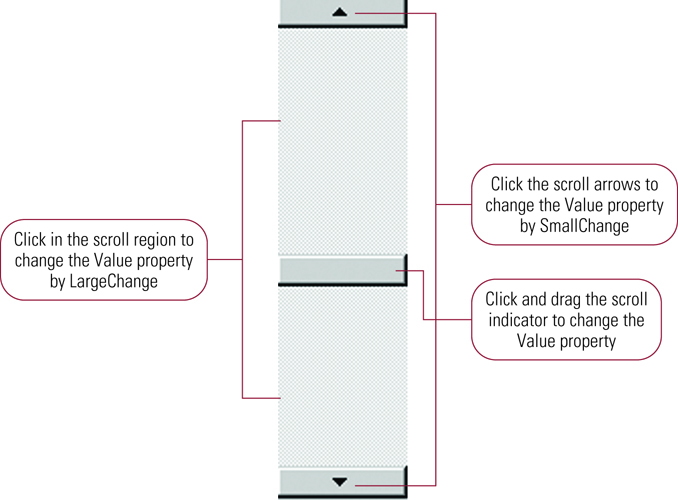 Click the scroll arrows to
change the Value property
by SmallChange
Click in the scroll region to
change the Value property
by LargeChange
Click and drag the scroll
indicator to change the
Value property